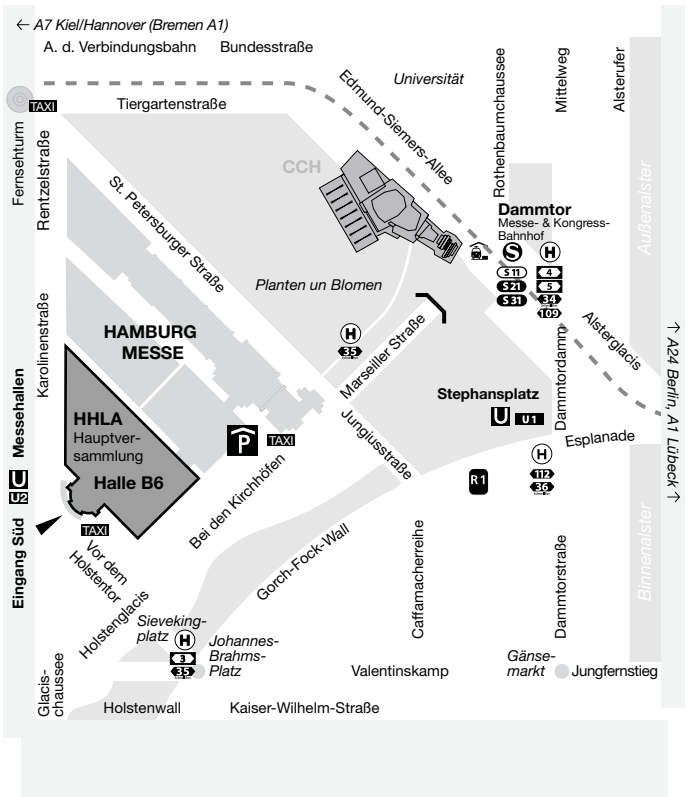 ← A7 Kiel/Hannover (Bremen A1)
A. d. Verbindungsbahn
Bundesstraße
Universität
Edmund-Siemers-Allee
Rothenbaumchaussee
Mittelweg
Alsterufer
TAXI
Tiergartenstraße
Fernsehturm
Rentzelstraße
CCH
St. Petersburger Straße
Außenalster
Dammtor
Messe- & Kongress-
Bahnhof
S H
S 11 4
S 21 5
S 31 34
109
Planten un Blomen
Karolinenstraße
HAMBURG
MESSE
H
35
Marseiller Straße
Alsterglacis
→ A24 Berlin, A1 Lübeck →
Dammtordamm
Stephansplatz
U U1
HHLA
Hauptver-
sammlung
Halle B6
P TAXI
Jungiusstraße
Esplanade
H
112
36
R 1
Messehallen
U
U2
Eingang Süd
TAXI
Bei den Kirchhöfen
Vor dem
Holstentor
Gorch-Fock-Wall
Caffamacherreihe
Dammtorstraße
Binnenalster
Holstenglacis
Sieveking-
platz
H
3
35
Johannes-
Brahms-
Platz
Valentinskamp
Gänse-
markt
Jungfernstieg
Glacis-
chaussee
Holstenwall
Kaiser-Wilhelm-Straße